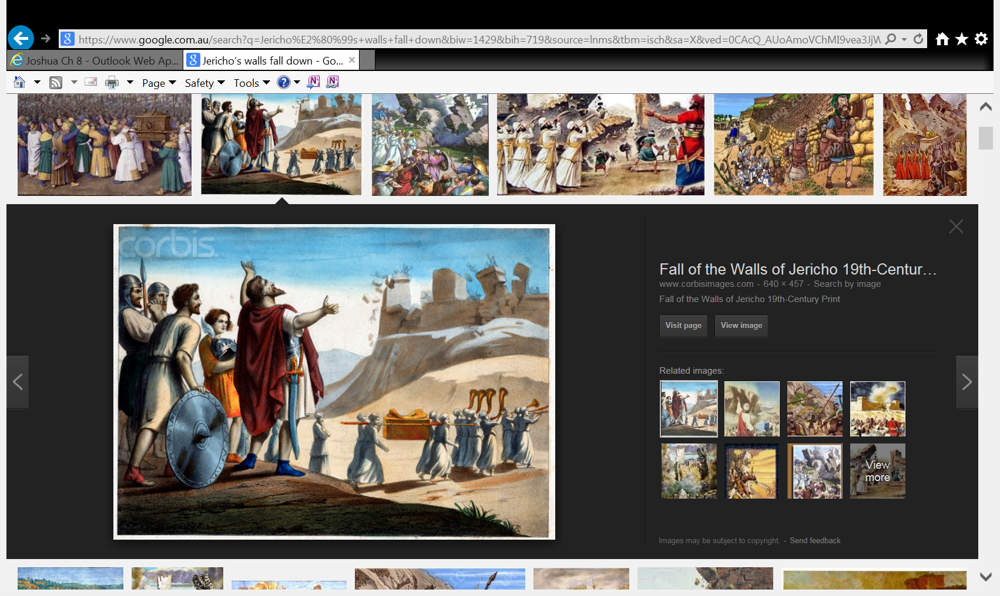 https://www.google.com.au/search?q=Jericho%E2%80%99s+walls+fall+down&biw=1429&bih=719&source=lnms&tbm=isch&sa=X&ved=0CAcQ_AUoAmoVChMI9vea3JjW
Joshua Ch 8 - Outlook Web Ap...
Jericho's walls fall down - Go...
Page Safety Tools
corbis.
Fall of the Walls of Jericho 19th-Centur...
www.corbisimages.com - 640 × 457 - Search by image
Fall of the Walls of Jericho 19th-Century Print
Visit page View image
Related images:
View
more
Images may be subject to copyright. - Send feedback